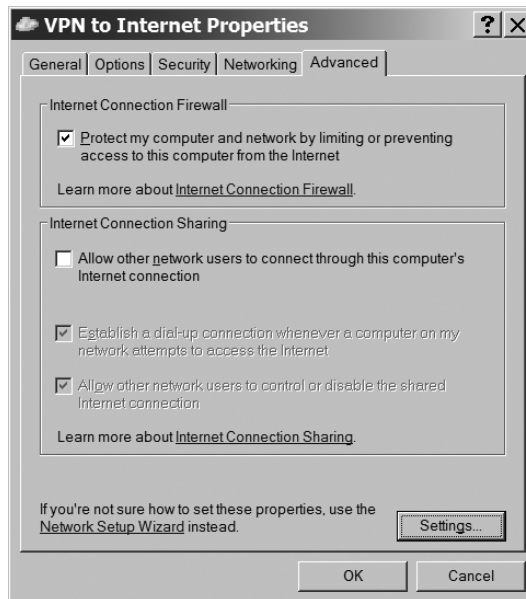 VPN to Internet Properties
General Options Security Networking Advanced
Internet Connection Firewall
Protect my computer and network by limiting or preventing
access to this computer from the Internet
Learn more about Internet Connection Firewall.
Internet Connection Sharing
Allow other network users to connect through this computer's
Internet connection
Establish a dial-up connection whenever a computer on my
network attempts to access the Internet
Allow other network users to control or disable the shared
Internet connection
Learn more about Internet Connection Sharing.
If you're not sure how to set these properties, use the
Network Setup Wizard instead.
Settings...
OK Cancel